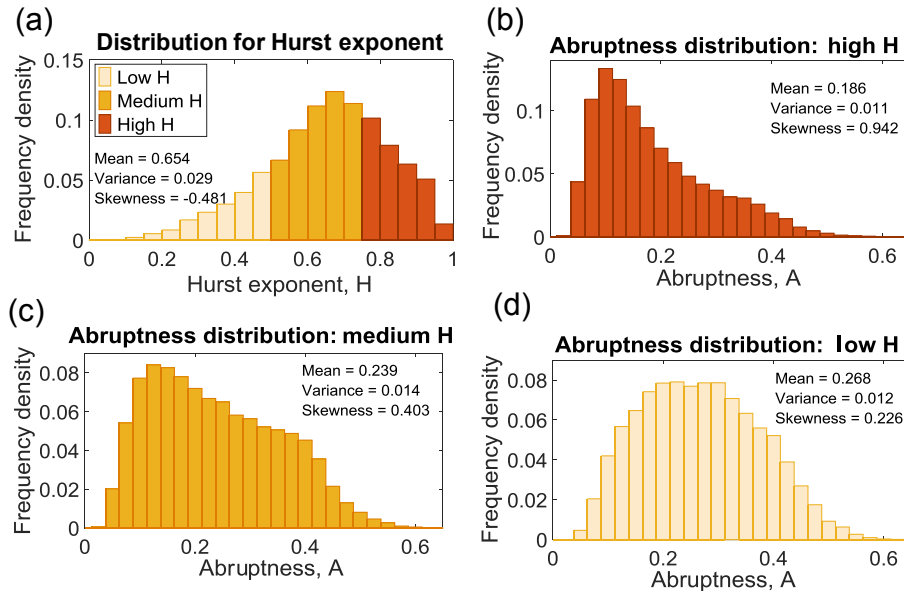 (a)
Distribution for Hurst exponent
0.15
0.1
0.05
0
Frequency density
Low H
Medium H
High H
Mean = 0.654
Variance = 0.029
Skewness = -0.481
0 0.2 0.4 0.6 0.8 1
Hurst exponent, H
(b)
Abruptness distribution: high H
0.1
0.05
0
Frequency density
Mean = 0.186
Variance = 0.011
Skewness = 0.942
0 0.2 0.4 0.6
Abruptness, A
(c)
Abruptness distribution: medium H
0.08
0.06
0.04
0.02
0
Frequency density
Mean = 0.239
Variance = 0.014
Skewness = 0.403
0 0.2 0.4 0.6
Abruptness, A
(d)
Abruptness distribution: low H
0.08
0.06
0.04
0.02
0
Frequency density
Mean = 0.268
Variance = 0.012
Skewness = 0.226
0 0.2 0.4 0.6
Abruptness, A